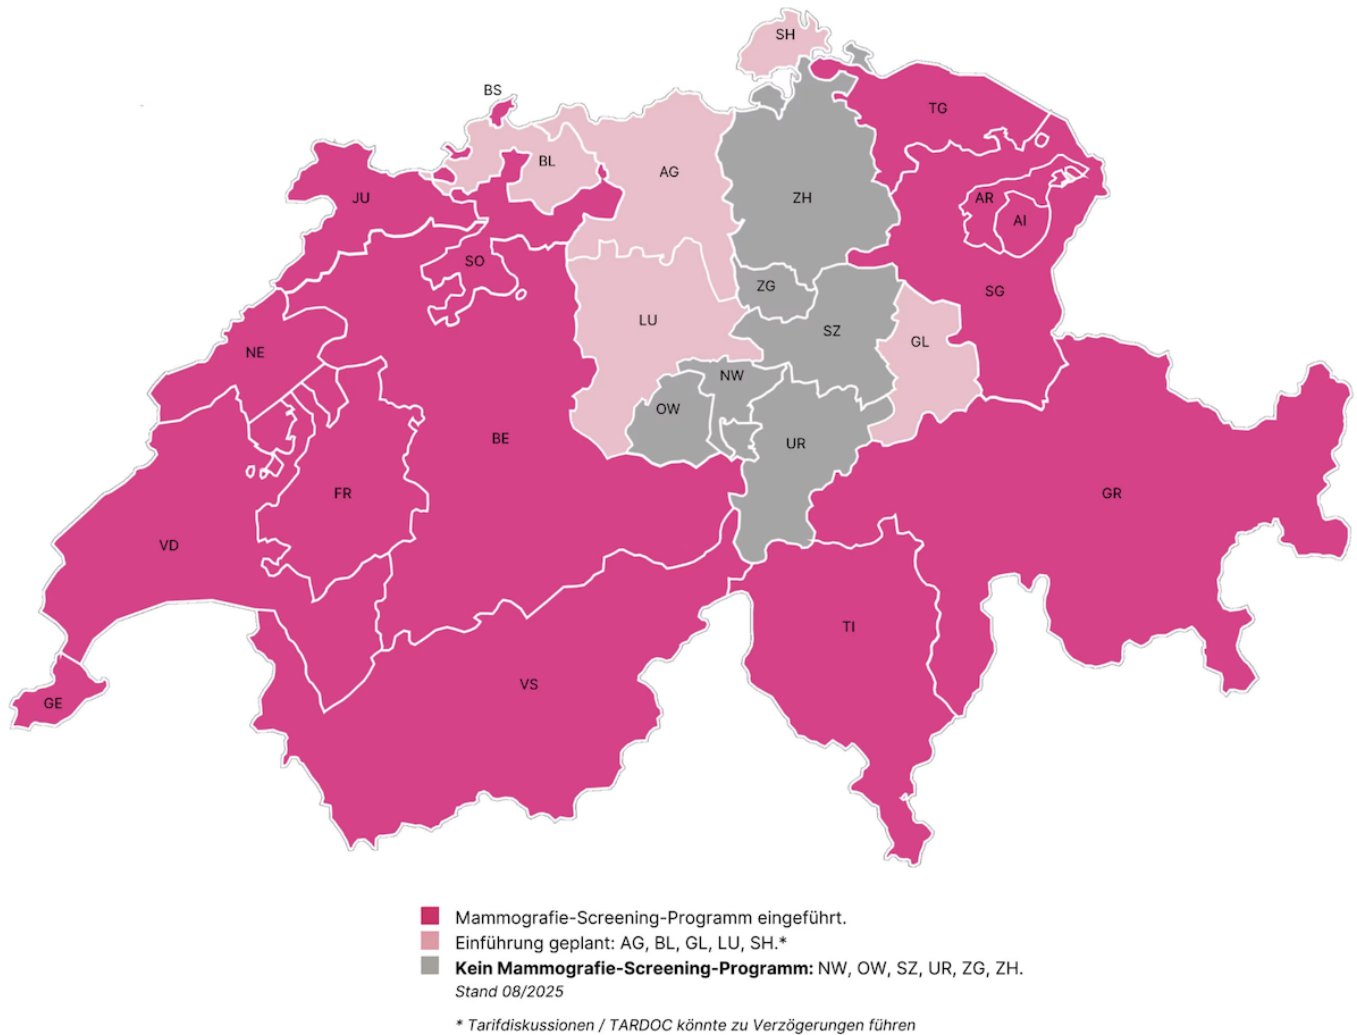 SH
BS
TG
BL
AG
JU
ZH
AR
AI
SO
ZG
SG
LU
SZ
GL
NE
NW
OW
BE
UR
FR
GR
VD
TI
VS
GE
Mammografie-Screening-Programm eingeführt.
Einführung geplant: AG, BL, GL, LU, SH.*
Kein Mammografie-Screening-Programm: NW, OW, SZ, UR, ZG, ZH.
Stand 08/2025
* Tarifdiskussionen / TARDOC könnte zu Verzögerungen führen